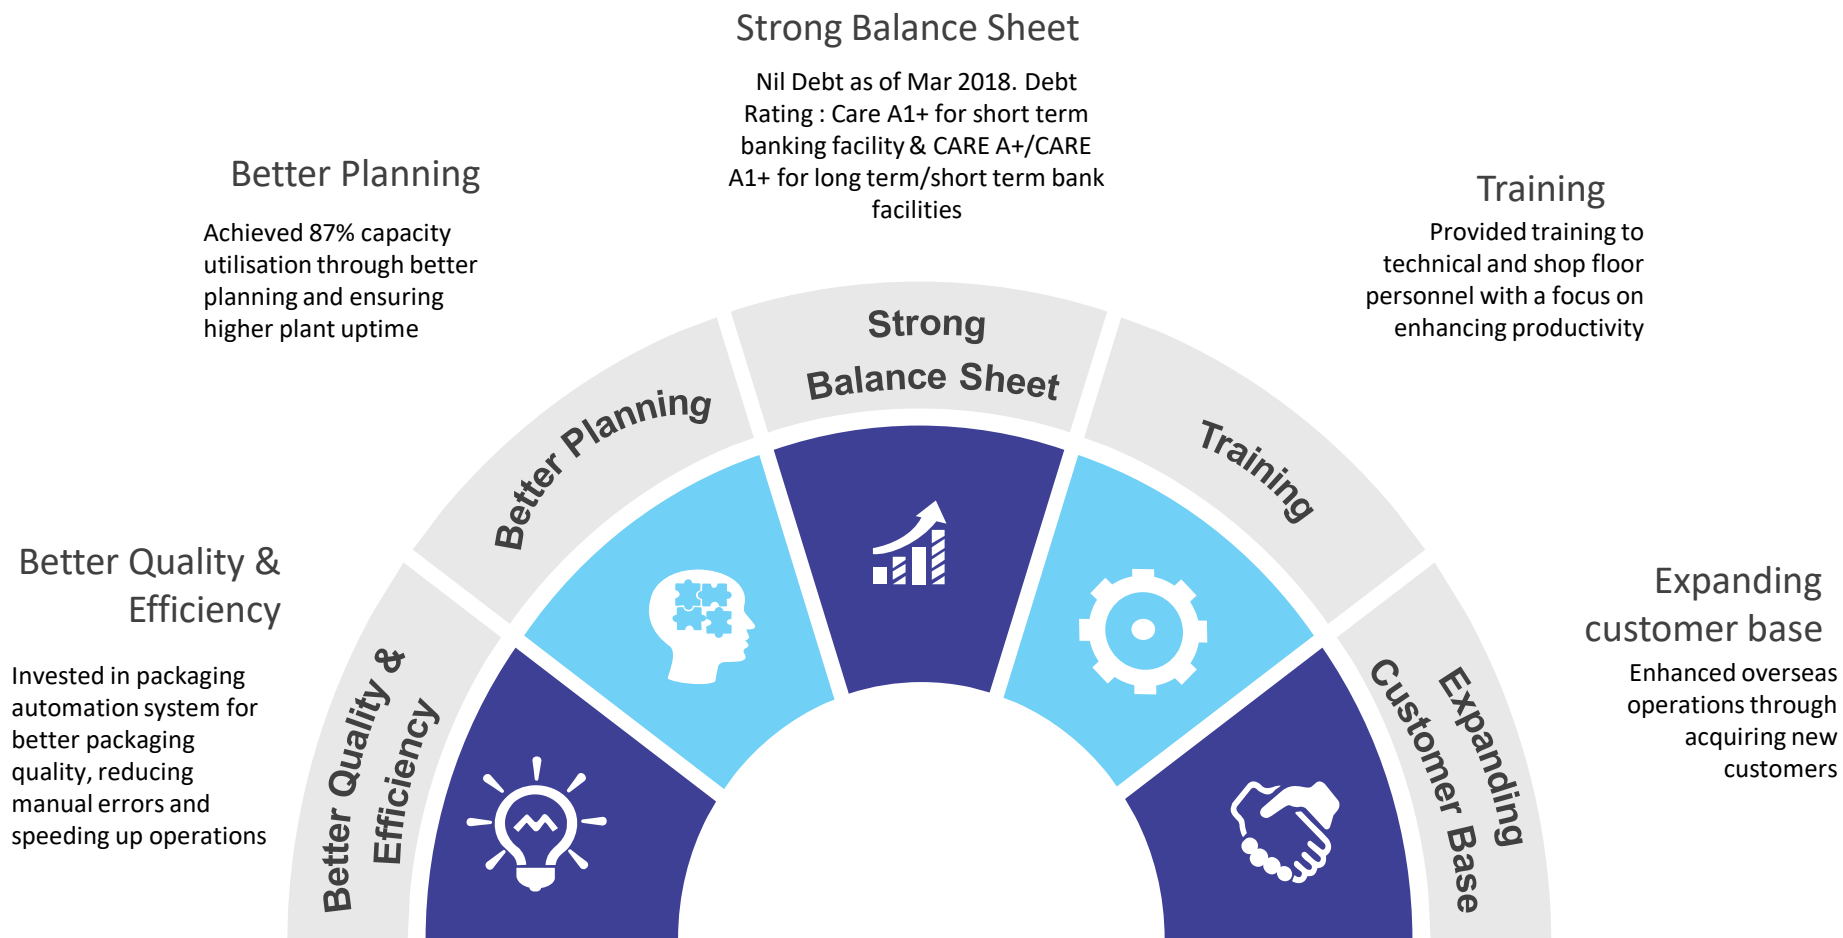 Strong Balance Sheet
Nil Debt as of Mar 2018. Debt
Rating : Care A1+ for short term
banking facility & CARE A+/CARE
A1+ for long term/short term bank
facilities
Better Planning
Achieved 87% capacity
utilisation through better
planning and ensuring
higher plant uptime
Training
Provided training to
technical and shop floor
personnel with a focus on
enhancing productivity
Better Quality &
Efficiency
Invested in packaging
automation system for
better packaging
quality, reducing
manual errors and
speeding up operations
Expanding
customer base
Enhanced overseas
operations through
acquiring new
customers
Better Quality &
Efficiency
Better Planning
Strong
Balance Sheet
Training
Expanding
Customer Base